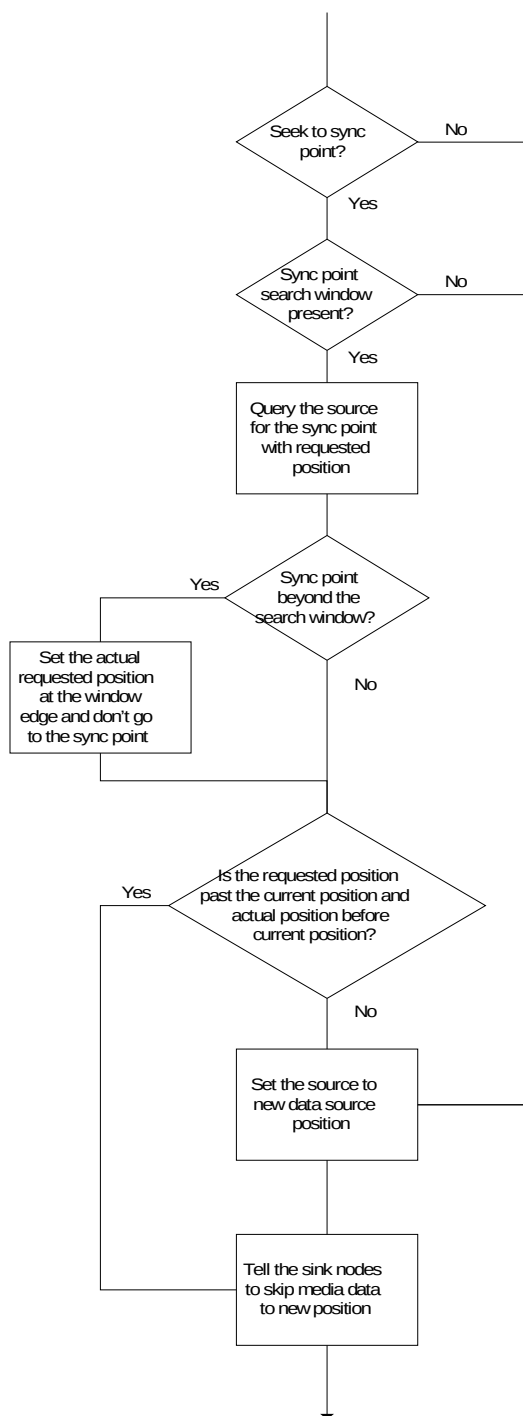 Seek to sync
point?
No
Yes
Sync point
search window
present?
No
Yes
Query the source
for the sync point
with requested
position
Yes
Sync point
beyond the
search window?
Set the actual
requested position
at the window
edge and don't go
to the sync point
No
Is the requested position
past the current position and
actual position before
current position?
Yes
No
Set the source to
new data source
position
Tell the sink nodes
to skip media data
to new position